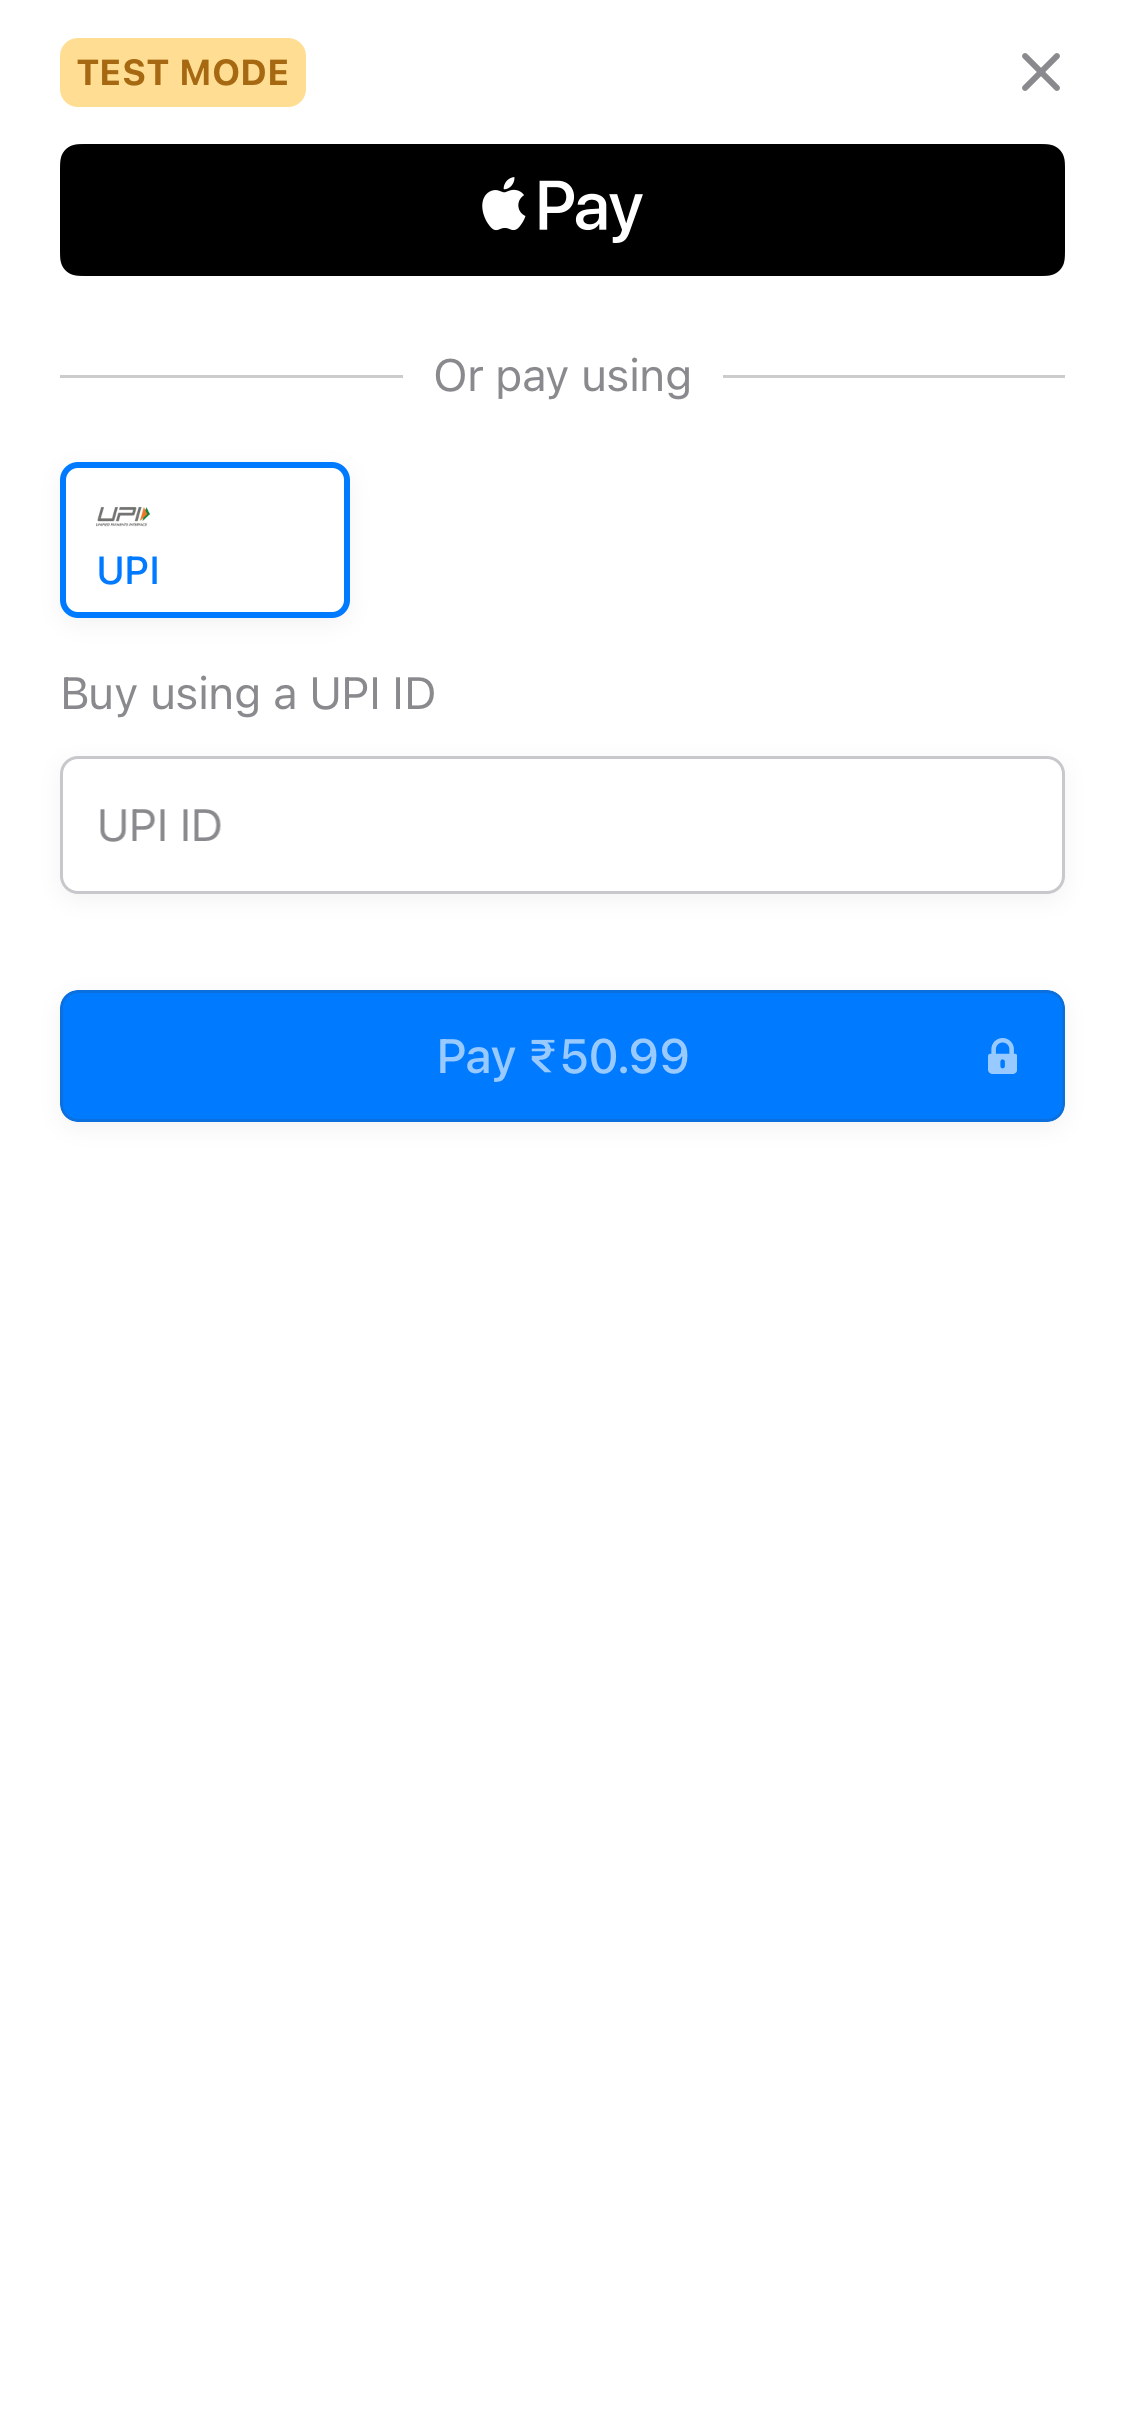 TEST MODE
Pay
Or pay using
UPI
UPI
Buy using a UPI ID
UPI ID
Pay ₹50.99